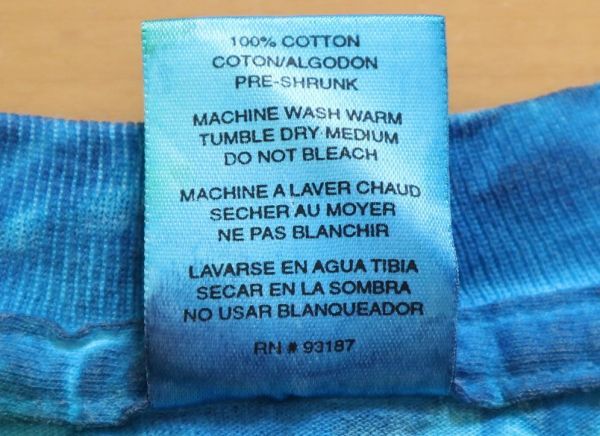 100% COTTON
COTON/ALGODON
PRE-SHRUNK
MACHINE WASH WARM
TUMBLE DRY MEDIUM
DO NOT BLEACH
MACHINE A LAVER CHAUD
SECHER AU MOYER
NE PAS BLANCHIR
LAVARSE EN AGUA TIBIA
SECAR EN LA SOMBRA
NO USAR BLANQUEADOR
RN # 93187